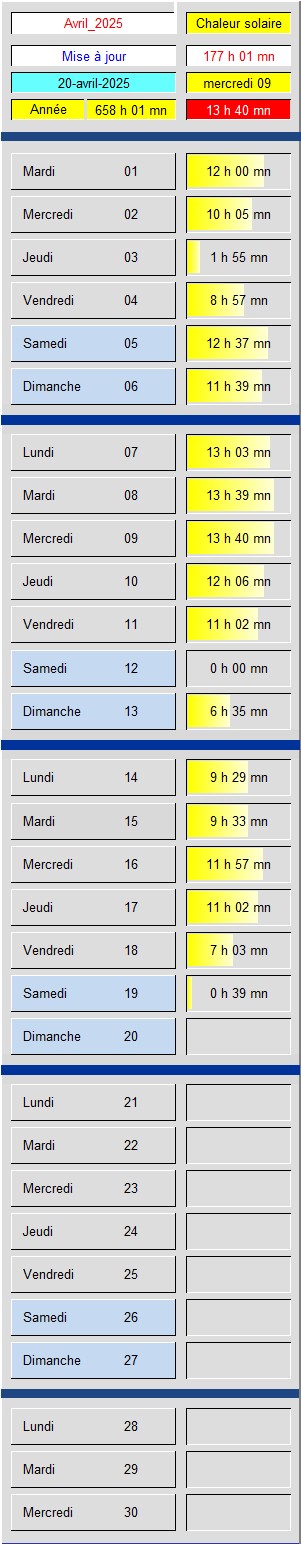 Avril_2025 Chaleur solaire
Mise à jour 177 h 01 mn
20-avril-2025 mercredi 09
Année 658 h 01 mn 13 h 40 mn
Mardi 01 12 h 00 mn
Mercredi 02 10 h 05 mn
Jeudi 03 1 h 55 mn
Vendredi 04 8 h 57 mn
Samedi 05 12 h 37 mn
Dimanche 06 11 h 39 mn
Lundi 07 13 h 03 mn
Mardi 08 13 h 39 mn
Mercredi 09 13 h 40 mn
Jeudi 10 12 h 06 mn
Vendredi 11 11 h 02 mn
Samedi 12 0 h 00 mn
Dimanche 13 6 h 35 mn
Lundi 14 9 h 29 mn
Mardi 15 9 h 33 mn
Mercredi 16 11 h 57 mn
Jeudi 17 11 h 02 mn
Vendredi 18 7 h 03 mn
Samedi 19 0 h 39 mn
Dimanche 20
Lundi 21
Mardi 22
Mercredi 23
Jeudi 24
Vendredi 25
Samedi 26
Dimanche 27
Lundi 28
Mardi 29
Mercredi 30